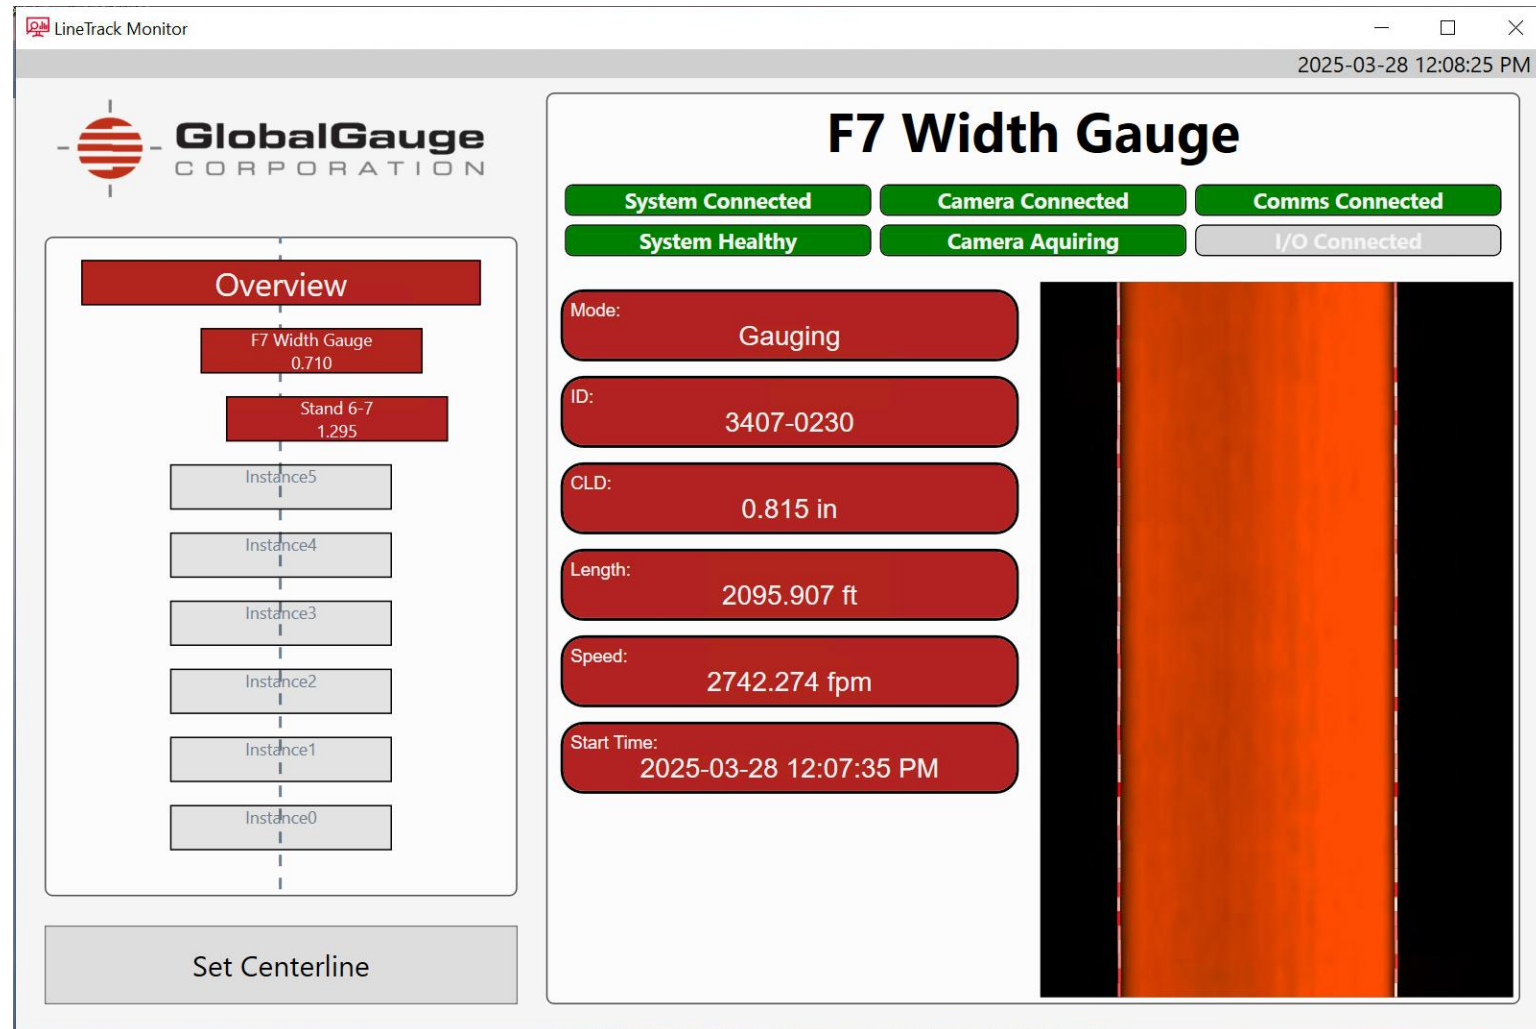 LineTrack Monitor
2025-03-28 12:08:25 PM
GlobalGauge
CORPORATION
Overview
F7 Width Gauge
0.710
Stand 6-7
1.295
Instance5
Instance4
Instance3
Instance2
Instance1
Instance0
Set Centerline
F7 Width Gauge
System Connected
Camera Connected
Comms Connected
System Healthy
Camera Aquiring
I/O Connected
Mode:
Gauging
ID:
3407-0230
CLD:
0.815 in
Length:
2095.907 ft
Speed:
2742.274 fpm
Start Time:
2025-03-28 12:07:35 PM